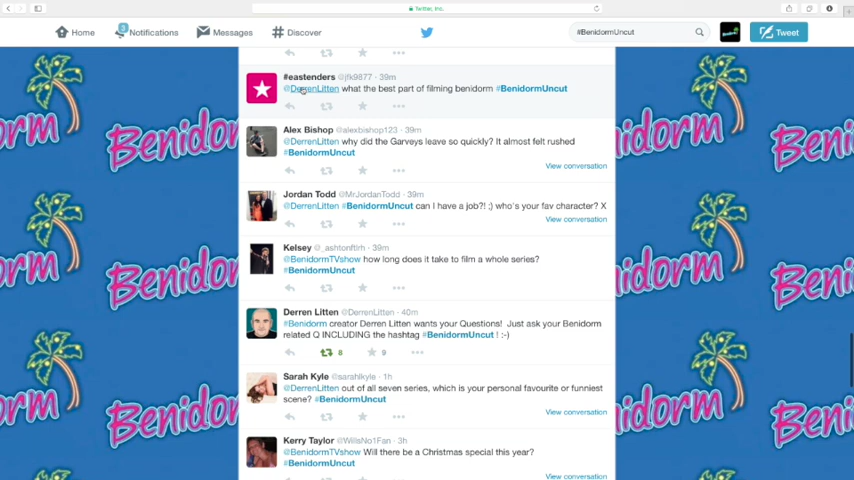 Twitter, Inc.
Home
3
Notifications
Messages
Discover
#BenidormUncut
Tweet
#eastenders @jfk9877 · 39m
@DerrenLitten what the best part of filming benidorm #BenidormUncut
Alex Bishop @alexbishop123 · 39m
@DerrenLitten why did the Garveys leave so quickly? It almost felt rushed
#BenidormUncut
View conversation
Jordan Todd @MrJordanTodd · 39m
@DerrenLitten #BenidormUncut can I have a job?! ;) who's your fav character? X
View conversation
Kelsey @_ashtonftirh · 39m
@BenidormTVshow how long does it take to film a whole series?
#BenidormUncut
Derren Litten @DerrenLitten · 40m
#Benidorm creator Derren Litten wants your Questions! Just ask your Benidorm
related Q INCLUDING the hashtag #BenidormUncut ! :-)
8
9
Sarah Kyle @sarahlkyle · 1h
@DerrenLitten out of all seven series, which is your personal favourite or funniest
scene? #BenidormUncut
View conversation
Kerry Taylor @WillsNo1Fan · 3h
@BenidormTVshow Will there be a Christmas special this year?
#BenidormUncut
View conversation
Benidorm
Benidorm
Benidorm
Benidorm
Benidorm
Benidorm